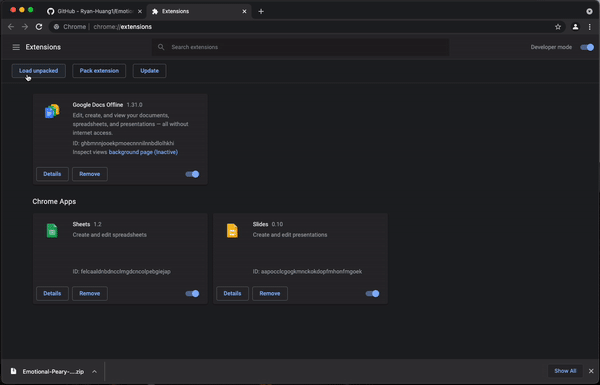 GitHub - Ryan-Huang1/Emotion
Extensions
Chrome | chrome://extensions
Extensions
Search extensions
Developer mode
Load unpacked
Pack extension
Update
Google Docs Offline 1.31.0
Edit, create, and view your documents,
spreadsheets, and presentations — all without
internet access.
ID: ghbmnnjooekpmoecnnnilnnbdlolhkhi
Inspect views background page (Inactive)
Details
Remove
Chrome Apps
Sheets 1.2
Create and edit spreadsheets
ID: felcaaldnbdncclmgdcncolpebgiejap
Details
Remove
Slides 0.10
Create and edit presentations
ID: aapocclcgogkmnckokdopfmhonfmgoek
Details
Remove
Emotional-Peary-....zip
Show All